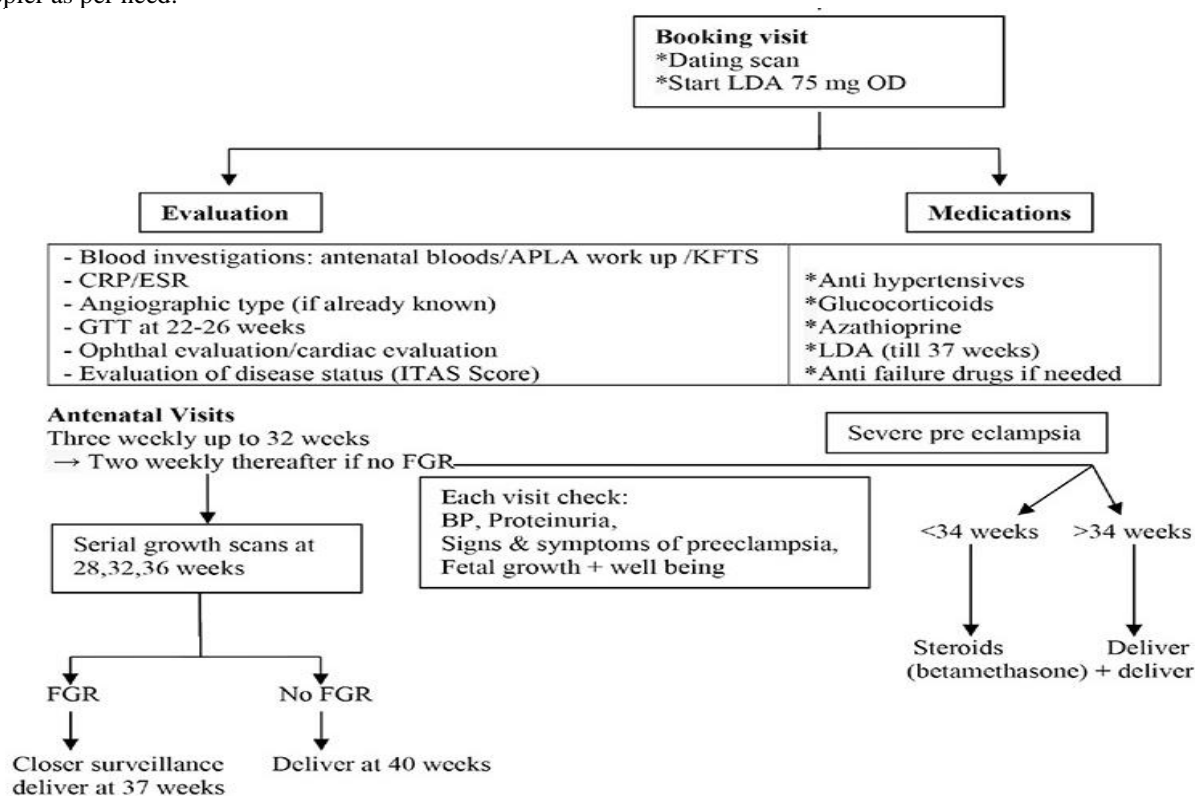 as per need.
Booking visit
*Dating scan
*Start LDA 75 mg OD
Evaluation
Medications
- Blood investigations: antenatal bloods/APLA work up /KFTS
- CRP/ESR
- Angiographic type (if already known)
- GTT at 22-26 weeks
- Ophthal evaluation/cardiac evaluation
- Evaluation of disease status (ITAS Score)
*Anti hypertensives
*Glucocorticoids
*Azathioprine
*LDA (till 37 weeks)
*Anti failure drugs if needed
Antenatal Visits
Three weekly up to 32 weeks
→ Two weekly thereafter if no FGR
Severe pre eclampsia
Each visit check:
BP, Proteinuria,
Signs & symptoms of preeclampsia,
Fetal growth + well being
<34 weeks
>34 weeks
Serial growth scans at
28,32,36 weeks
Steroids
(betamethasone) + deliver
Deliver
FGR
No FGR
Closer surveillance
deliver at 37 weeks
Deliver at 40 weeks